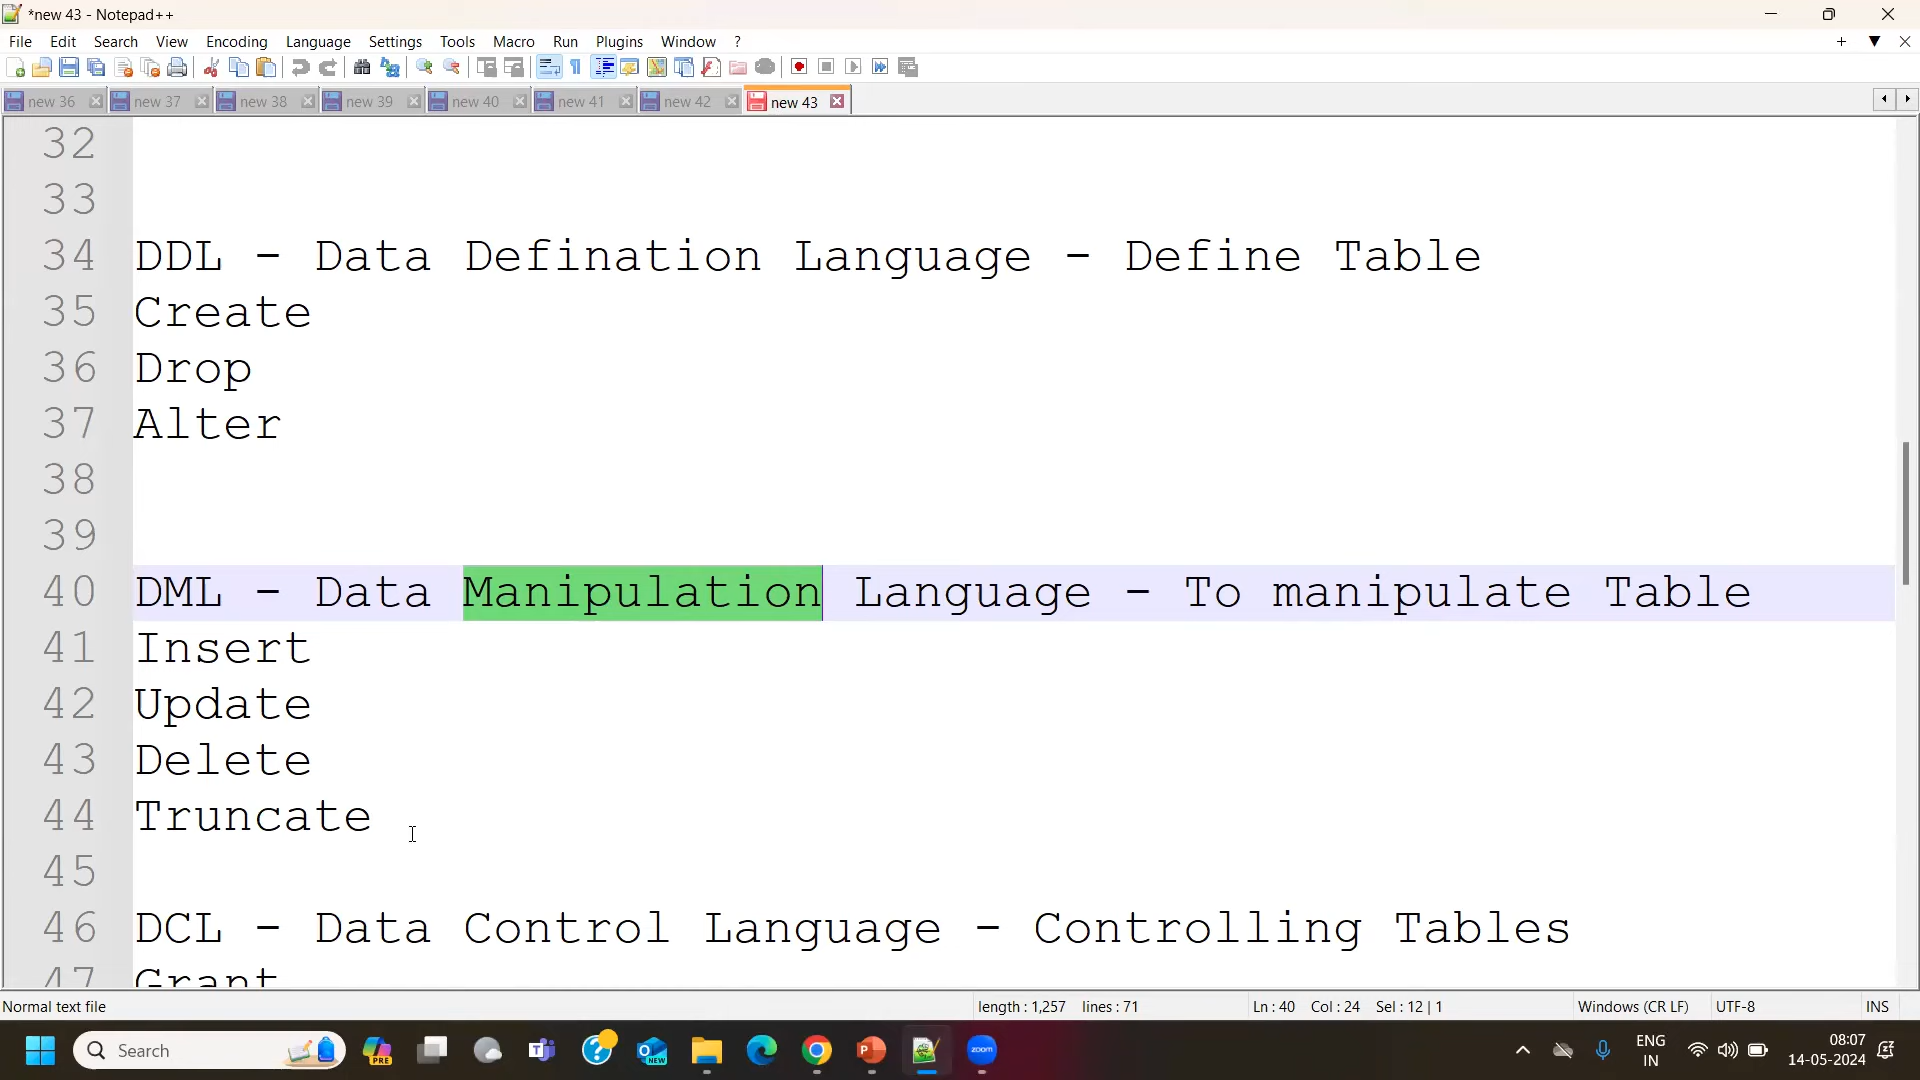 *new 43 - Notepad++
File Edit Search View Encoding Language Settings Tools Macro Run Plugins Window ?
new 36 new 37 new 38 new 39 new 40 new 41 new 42 new 43
32
33
34 DDL - Data Defination Language - Define Table
35 Create
36 Drop
37 Alter
38
39
40 DML - Data Manipulation Language - To manipulate Table
41 Insert
42 Update
43 Delete
44 Truncate
45
46 DCL - Data Control Language - Controlling Tables
47 Grant
Normal text file length : 1,257 lines : 71 Ln : 40 Col : 24 Sel : 12 | 1 Windows (CR LF) UTF-8 INS
Search PRE NEW zoom ENG 08:07
IN 14-05-2024